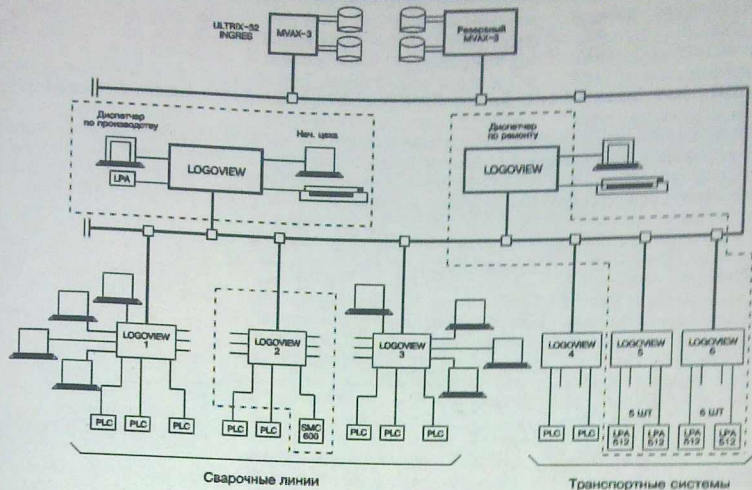 ULTRIX-32
INGRES
MVAX-3
Резервный
MVAX-3
Диспетчер
по производству
Нач. цеха
LOGOVIEW
LPA
Диспетчер
по ремонту
LOGOVIEW
LOGOVIEW
1
LOGOVIEW
2
LOGOVIEW
3
LOGOVIEW
4
LOGOVIEW
5
LOGOVIEW
6
5 ШТ
6 ШТ
PLC
PLC
PLC
PLC
PLC
SMC
600
PLC
PLC
PLC
PLC
PLC
LPA
512
LPA
512
LPA
512
LPA
512
Сварочные линии
Транспортные системы